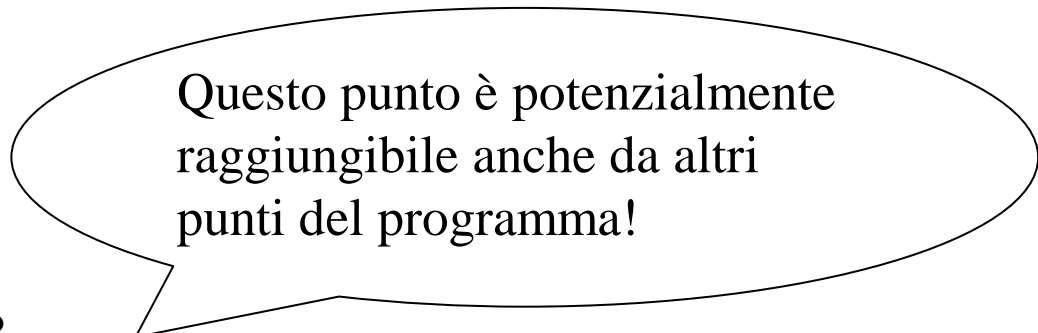 Questo punto è potenzialmente
raggiungibile anche da altri
punti del programma!